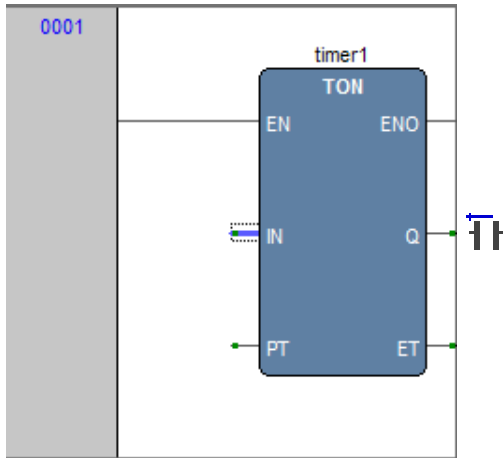 0001
timer1
TON
EN ENO
IN Q
PT ET